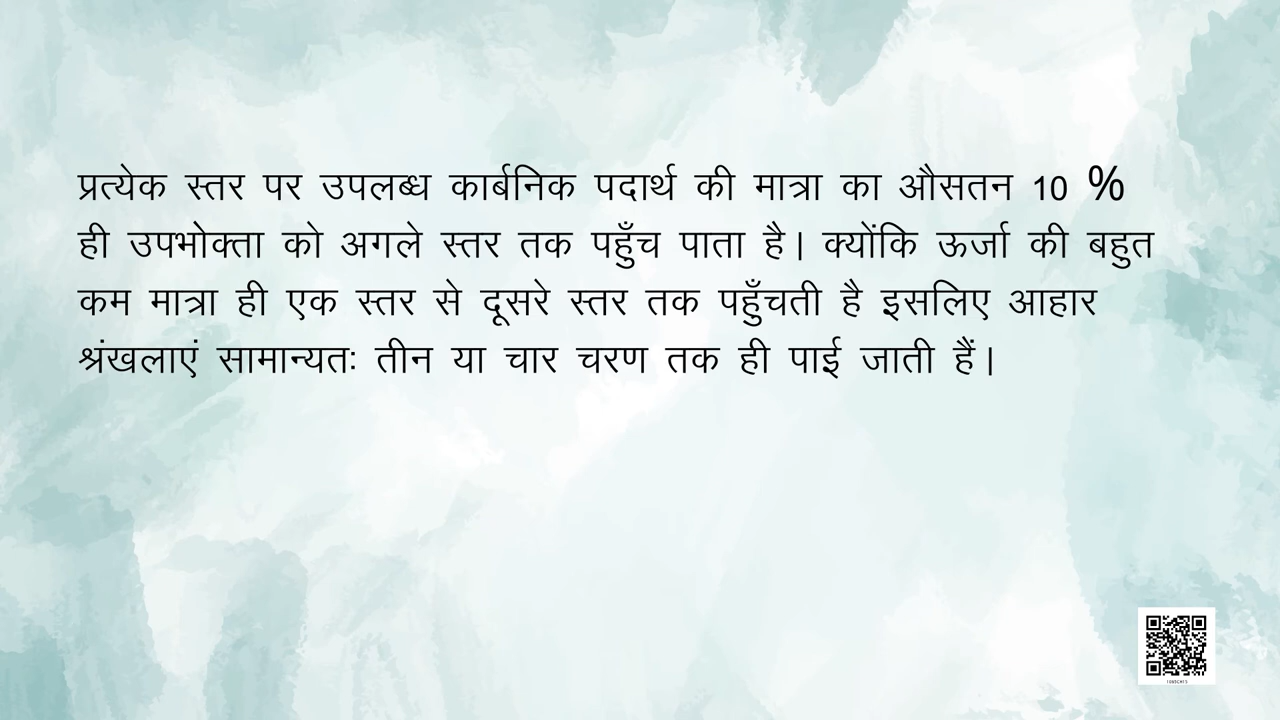 प्रत्येक स्तर पर उपलब्ध कार्बनिक पदार्थ की मात्रा का औसतन 10 %
ही उपभोक्ता को अगले स्तर तक पहुँच पाता है। क्योंकि ऊर्जा की बहुत
कम मात्रा ही एक स्तर से दूसरे स्तर तक पहुँचती है इसलिए आहार
श्रंखलाएं सामान्यतः तीन या चार चरण तक ही पाई जाती हैं।